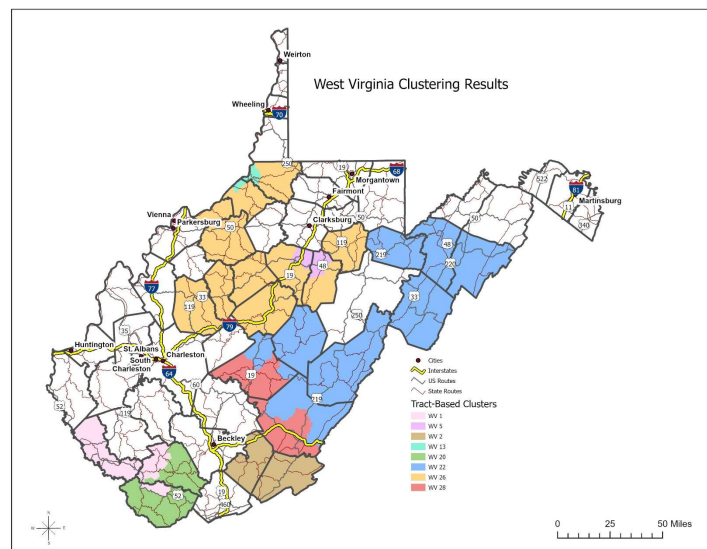 Weirton
West Virginia Clustering Results
Wheeling
70
250
19
68
Morgantown
Fairmont
522
81
Martinsburg
11
340
Vienna
Parkersburg
50
Clarksburg
50
50
119
219
48
220
19
48
77
33
119
33
79
250
35
Huntington
St. Albans
South
Charleston
Charleston
64
19
60
219
52
119
Beckley
52
19
460
Cities
Interstates
US Routes
State Routes
Tract-Based Clusters
WV 1
WV 5
WV 2
WV 13
WV 20
WV 22
WV 26
WV 28
N
W
E
S
0 25 50 Miles